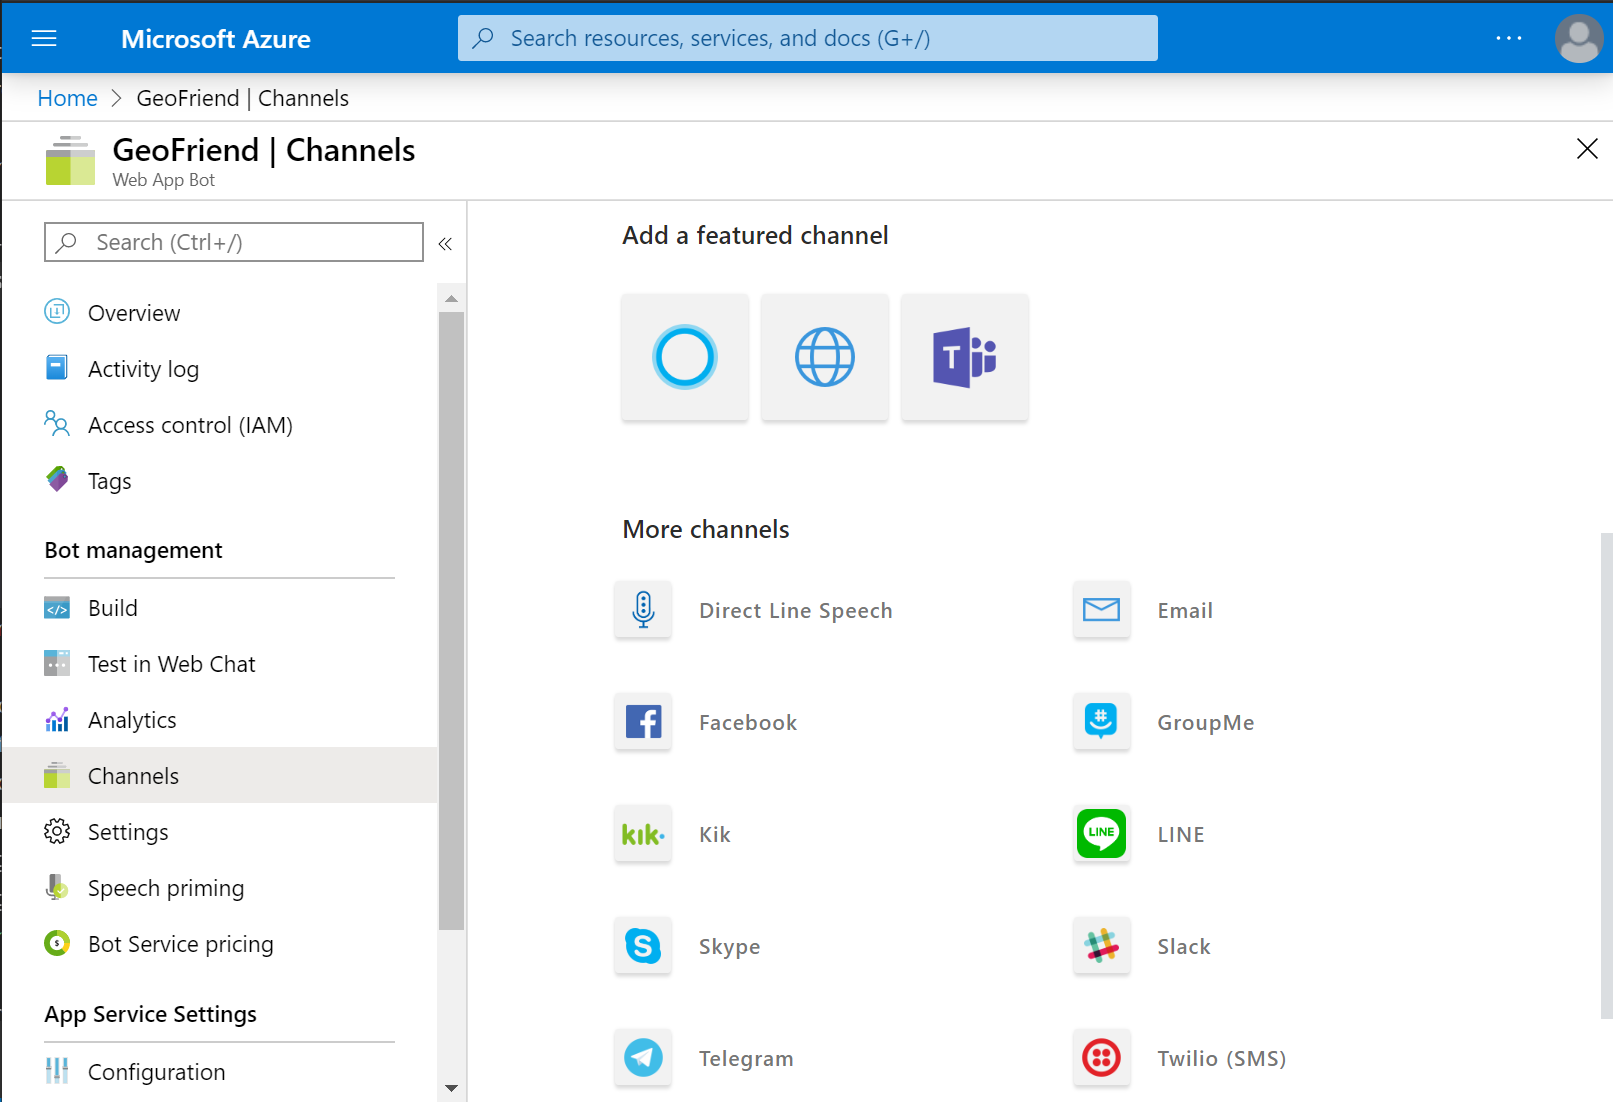 Microsoft Azure
Search resources, services, and docs (G+/)
Home > GeoFriend | Channels
GeoFriend | Channels
Web App Bot
Search (Ctrl+/)
«
Overview
Activity log
Access control (IAM)
Tags
Bot management
Build
Test in Web Chat
Analytics
Channels
Settings
Speech priming
Bot Service pricing
App Service Settings
Configuration
Add a featured channel
T
More channels
Direct Line Speech
Email
Facebook
GroupMe
kik
Kik
LINE
LINE
Skype
Slack
Telegram
Twilio (SMS)